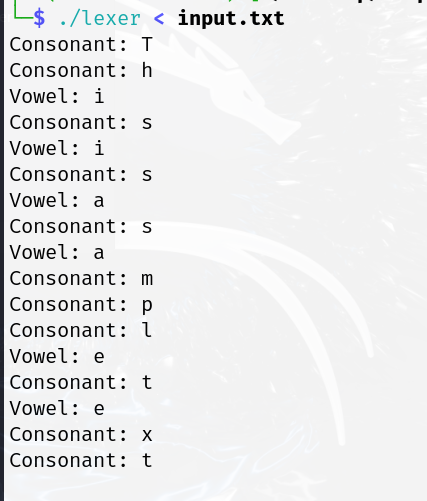 └─$ ./lexer < input.txt
Consonant: T
Consonant: h
Vowel: i
Consonant: s
Vowel: i
Consonant: s
Vowel: a
Consonant: s
Vowel: a
Consonant: m
Consonant: p
Consonant: l
Vowel: e
Consonant: t
Vowel: e
Consonant: x
Consonant: t